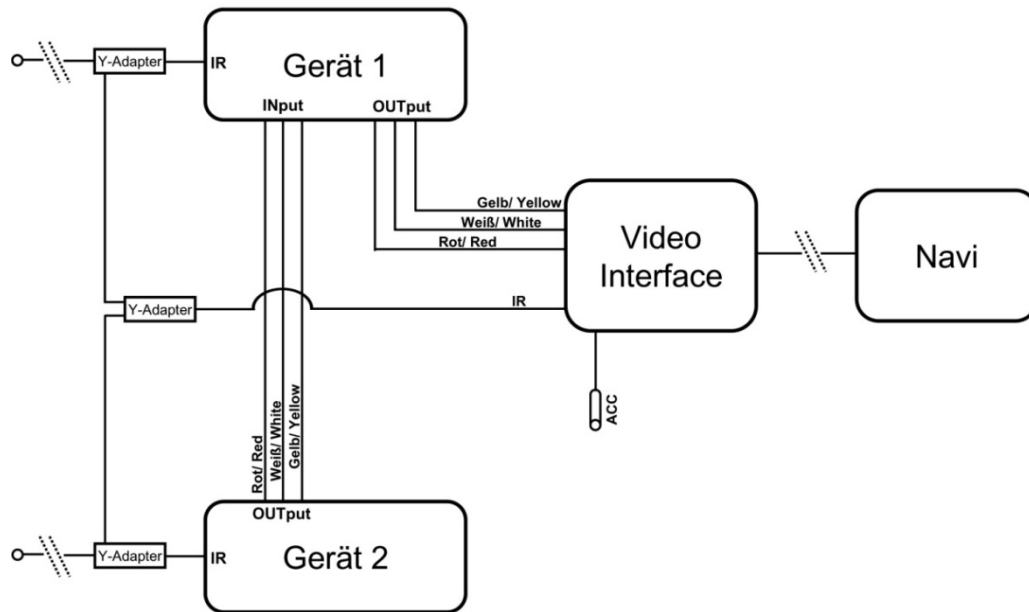 Y-Adapter
IR
Gerät 1
INput
OUTput
Gelb/ Yellow
Weiß/ White
Rot/ Red
Video
Interface
Navi
Y-Adapter
IR
ACC
Rot/ Red
Weiß/ White
Gelb/ Yellow
OUTput
Y-Adapter
IR
Gerät 2